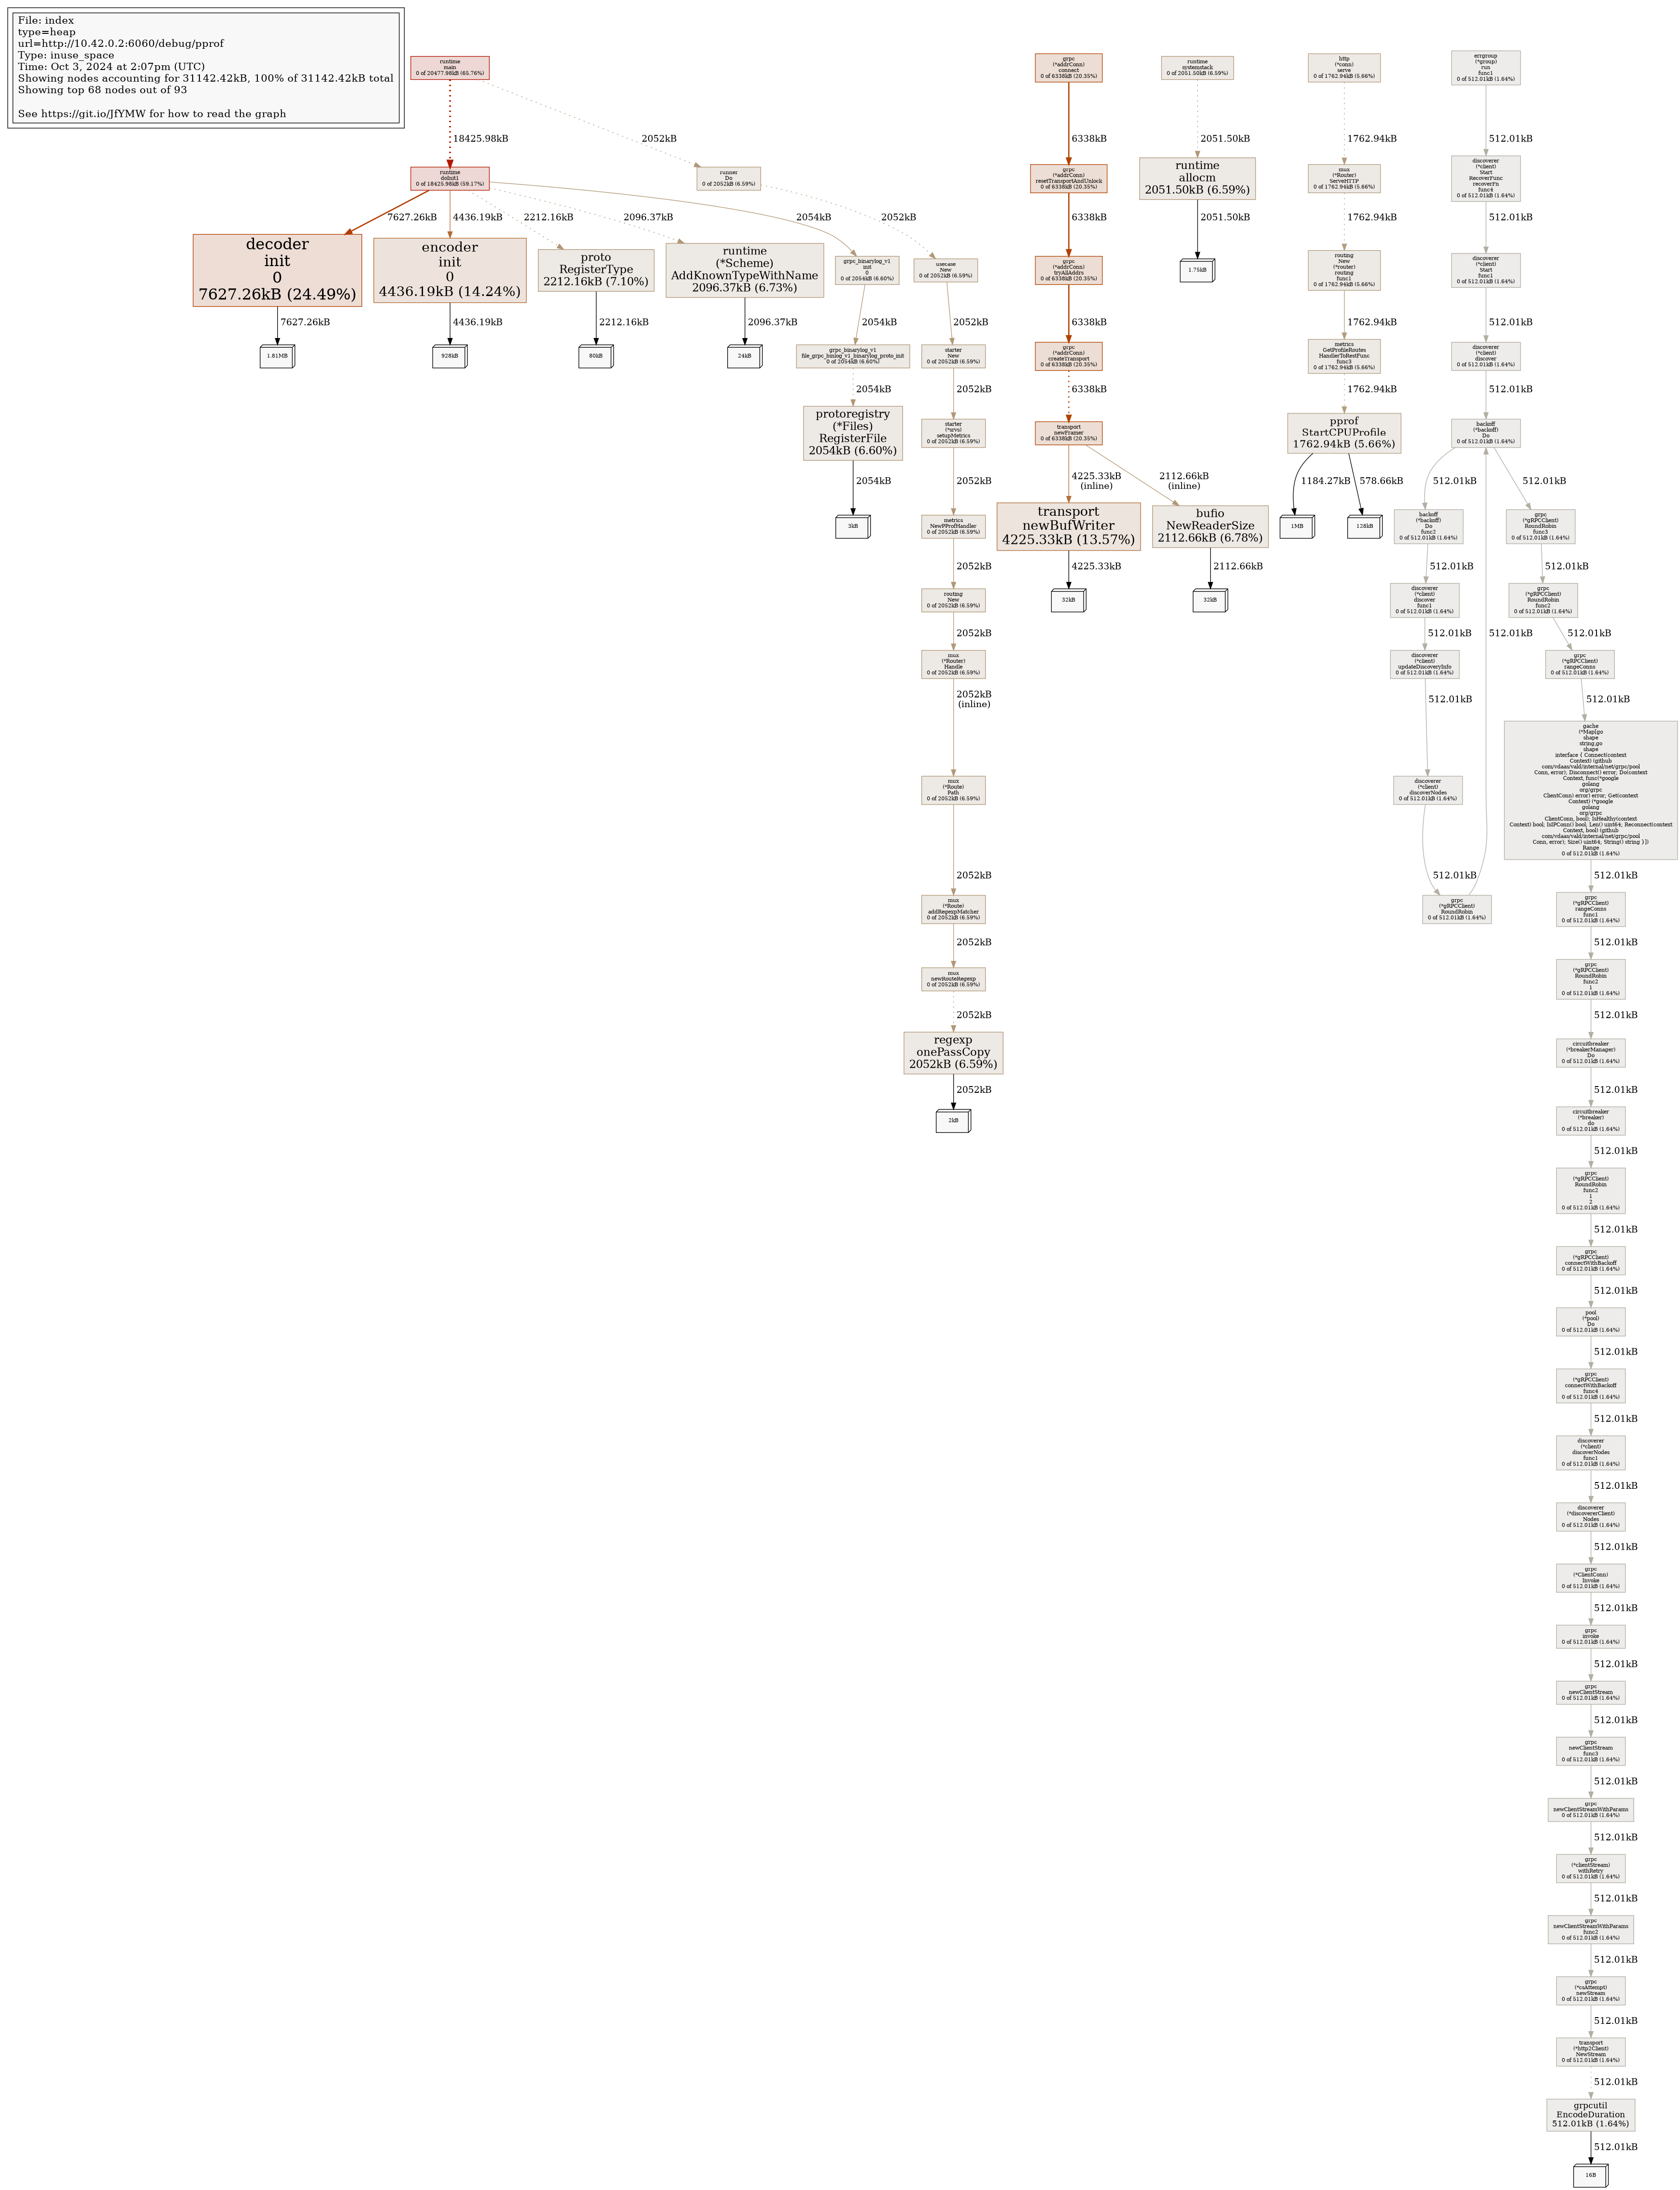 File: index
type=heap
url=http://10.42.0.2:6060/debug/pprof
Type: inuse_space
Time: Oct 3, 2024 at 2:07pm (UTC)
Showing nodes accounting for 31142.42kB, 100% of 31142.42kB total
Showing top 68 nodes out of 93
See https://git.io/JfYMW for how to read the graph
runtime
main
0 of 20477.98kB (65.76%)
18425.98kB
2052kB
runtime
doInit1
0 of 18425.98kB (59.17%)
runner
Do
0 of 2052kB (6.59%)
7627.26kB
4436.19kB
2212.16kB
2096.37kB
2054kB
2052kB
decoder
init
0
7627.26kB (24.49%)
7627.26kB
1.81MB
encoder
init
0
4436.19kB (14.24%)
4436.19kB
928kB
proto
RegisterType
2212.16kB (7.10%)
2212.16kB
80kB
runtime
(*Scheme)
AddKnownTypeWithName
2096.37kB (6.73%)
2096.37kB
24kB
grpc_binarylog_v1
init
0
0 of 2054kB (6.60%)
2054kB
grpc_binarylog_v1
file_grpc_binlog_v1_binarylog_proto_init
0 of 2054kB (6.60%)
2054kB
protoregistry
(*Files)
RegisterFile
2054kB (6.60%)
2054kB
3kB
usecase
New
0 of 2052kB (6.59%)
2052kB
starter
New
0 of 2052kB (6.59%)
2052kB
starter
(*srvs)
setupMetrics
0 of 2052kB (6.59%)
2052kB
metrics
NewPProfHandler
0 of 2052kB (6.59%)
2052kB
routing
New
0 of 2052kB (6.59%)
2052kB
mux
(*Router)
Handle
0 of 2052kB (6.59%)
2052kB
(inline)
mux
(*Route)
Path
0 of 2052kB (6.59%)
2052kB
mux
(*Route)
addRegexpMatcher
0 of 2052kB (6.59%)
2052kB
mux
newRouteRegexp
0 of 2052kB (6.59%)
2052kB
regexp
onePassCopy
2052kB (6.59%)
2052kB
2kB
grpc
(*addrConn)
connect
0 of 6338kB (20.35%)
6338kB
grpc
(*addrConn)
resetTransportAndUnlock
0 of 6338kB (20.35%)
6338kB
grpc
(*addrConn)
tryAllAddrs
0 of 6338kB (20.35%)
6338kB
grpc
(*addrConn)
createTransport
0 of 6338kB (20.35%)
6338kB
transport
newFramer
0 of 6338kB (20.35%)
4225.33kB
(inline)
2112.66kB
(inline)
transport
newBufWriter
4225.33kB (13.57%)
4225.33kB
32kB
bufio
NewReaderSize
2112.66kB (6.78%)
2112.66kB
32kB
runtime
systemstack
0 of 2051.50kB (6.59%)
2051.50kB
runtime
allocm
2051.50kB (6.59%)
2051.50kB
1.75kB
http
(*conn)
serve
0 of 1762.94kB (5.66%)
1762.94kB
mux
(*Router)
ServeHTTP
0 of 1762.94kB (5.66%)
1762.94kB
routing
New
(*router)
routing
func1
0 of 1762.94kB (5.66%)
1762.94kB
metrics
GetProfileRoutes
HandlerToRestFunc
func3
0 of 1762.94kB (5.66%)
1762.94kB
pprof
StartCPUProfile
1762.94kB (5.66%)
1184.27kB
578.66kB
1MB
128kB
errgroup
(*group)
run
func1
0 of 512.01kB (1.64%)
512.01kB
discoverer
(*client)
Start
RecoverFunc
recoverFn
func4
0 of 512.01kB (1.64%)
512.01kB
discoverer
(*client)
Start
func1
0 of 512.01kB (1.64%)
512.01kB
discoverer
(*client)
discover
0 of 512.01kB (1.64%)
512.01kB
backoff
(*backoff)
Do
0 of 512.01kB (1.64%)
512.01kB
512.01kB
backoff
(*backoff)
Do
func2
0 of 512.01kB (1.64%)
512.01kB
discoverer
(*client)
discover
func1
0 of 512.01kB (1.64%)
512.01kB
discoverer
(*client)
updateDiscoveryInfo
0 of 512.01kB (1.64%)
512.01kB
discoverer
(*client)
discoverNodes
0 of 512.01kB (1.64%)
512.01kB
grpc
(*gRPCClient)
RoundRobin
0 of 512.01kB (1.64%)
512.01kB
grpc
(*gRPCClient)
RoundRobin
func3
0 of 512.01kB (1.64%)
512.01kB
grpc
(*gRPCClient)
RoundRobin
func2
0 of 512.01kB (1.64%)
512.01kB
grpc
(*gRPCClient)
rangeConns
0 of 512.01kB (1.64%)
512.01kB
gache
(*Map[go
shape
string,go
shape
interface { Connect(context
Context) (github
com/vdaas/vald/internal/net/grpc/pool
Conn, error); Disconnect() error; Do(context
Context, func(*google
golang
org/grpc
ClientConn) error) error; Get(context
Context) (*google
golang
org/grpc
ClientConn, bool); IsHealthy(context
Context) bool; IsIPConn() bool; Len() uint64; Reconnect(context
Context, bool) (github
com/vdaas/vald/internal/net/grpc/pool
Conn, error); Size() uint64; String() string }])
Range
0 of 512.01kB (1.64%)
512.01kB
grpc
(*gRPCClient)
rangeConns
func1
0 of 512.01kB (1.64%)
512.01kB
grpc
(*gRPCClient)
RoundRobin
func2
1
0 of 512.01kB (1.64%)
512.01kB
circuitbreaker
(*breakerManager)
Do
0 of 512.01kB (1.64%)
512.01kB
circuitbreaker
(*breaker)
do
0 of 512.01kB (1.64%)
512.01kB
grpc
(*gRPCClient)
RoundRobin
func2
1
2
0 of 512.01kB (1.64%)
512.01kB
grpc
(*gRPCClient)
connectWithBackoff
0 of 512.01kB (1.64%)
512.01kB
pool
(*pool)
Do
0 of 512.01kB (1.64%)
512.01kB
grpc
(*gRPCClient)
connectWithBackoff
func4
0 of 512.01kB (1.64%)
512.01kB
discoverer
(*client)
discoverNodes
func1
0 of 512.01kB (1.64%)
512.01kB
discoverer
(*discovererClient)
Nodes
0 of 512.01kB (1.64%)
512.01kB
grpc
(*ClientConn)
Invoke
0 of 512.01kB (1.64%)
512.01kB
grpc
invoke
0 of 512.01kB (1.64%)
512.01kB
grpc
newClientStream
0 of 512.01kB (1.64%)
512.01kB
grpc
newClientStream
func3
0 of 512.01kB (1.64%)
512.01kB
grpc
newClientStreamWithParams
0 of 512.01kB (1.64%)
512.01kB
grpc
(*clientStream)
withRetry
0 of 512.01kB (1.64%)
512.01kB
grpc
newClientStreamWithParams
func2
0 of 512.01kB (1.64%)
512.01kB
grpc
(*csAttempt)
newStream
0 of 512.01kB (1.64%)
512.01kB
transport
(*http2Client)
NewStream
0 of 512.01kB (1.64%)
512.01kB
grpcutil
EncodeDuration
512.01kB (1.64%)
512.01kB
16B